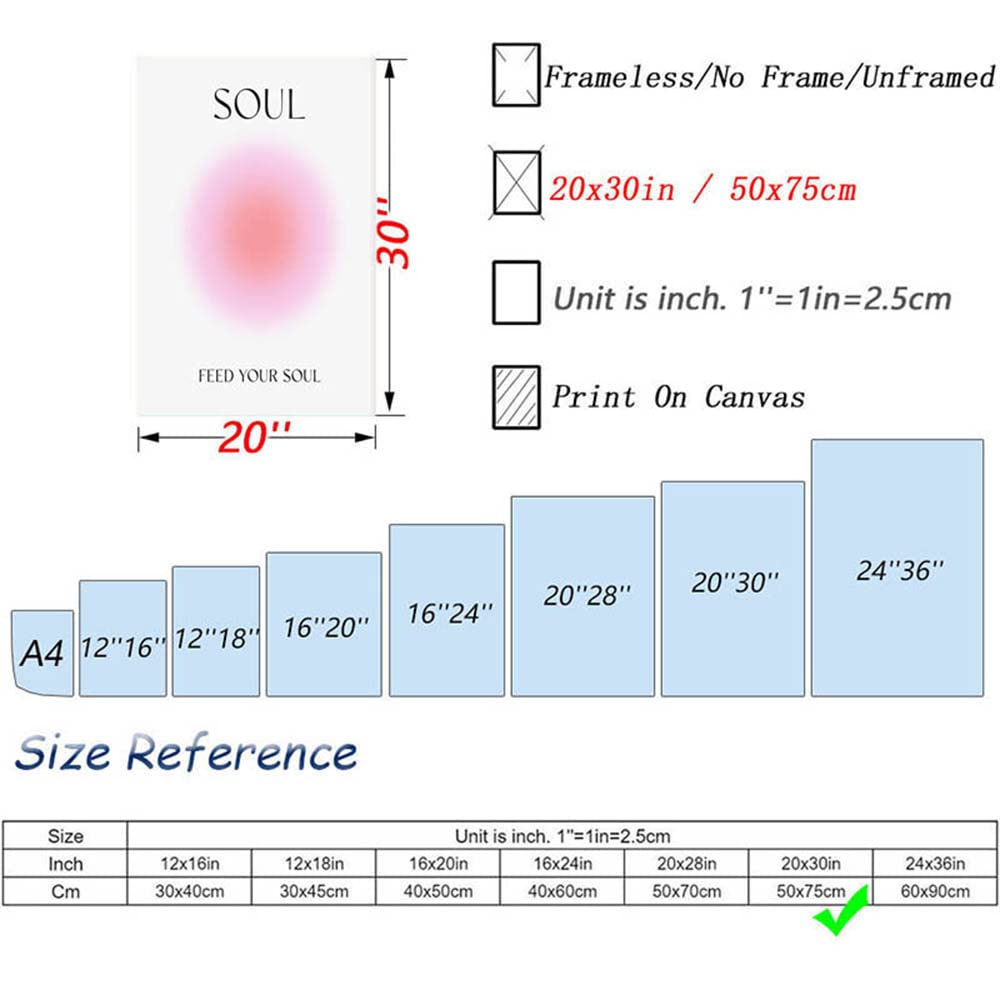 SOUL
FEED YOUR SOUL
30''
20''
Frameless/No Frame/Unframed
20x30in / 50x75cm
Unit is inch. 1''=1in=2.5cm
Print On Canvas
A4
12''16''
12''18''
16''20''
16''24''
20''28''
20''30''
24''36''
Size Reference
Size Unit is inch. 1"=1in=2.5cm
Inch 12x16in 12x18in 16x20in 16x24in 20x28in 20x30in 24x36in
Cm 30x40cm 30x45cm 40x50cm 40x60cm 50x70cm 50x75cm 60x90cm